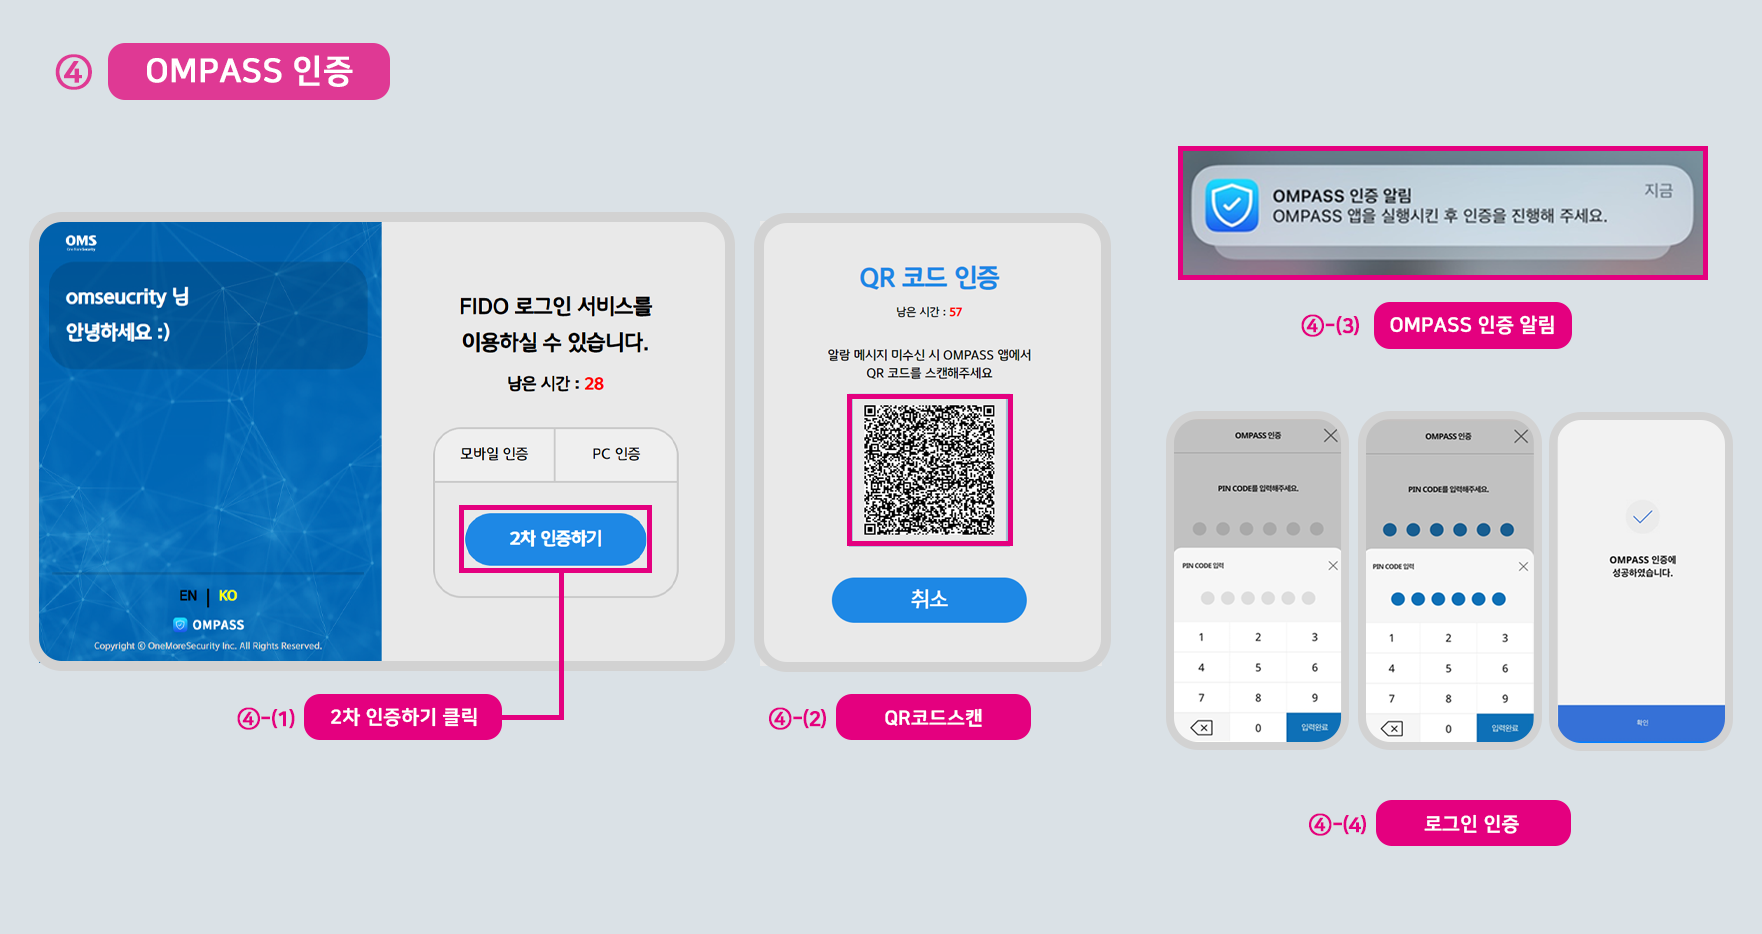 ④ OMPASS 인증
OMS
omseucrity 님
안녕하세요 :)
EN | KO
OMPASS
Copyright © OneMoreSecurity Inc. All Rights Reserved.
FIDO 로그인 서비스를
이용하실 수 있습니다.
남은 시간 : 28
모바일 인증 PC 인증
2차 인증하기
④-(1) 2차 인증하기 클릭
QR 코드 인증
남은 시간 : 57
알람 메시지 미수신 시 OMPASS 앱에서
QR 코드를 스캔해주세요
취소
④-(2) QR코드스캔
OMPASS 인증 알림 지금
OMPASS 앱을 실행시킨 후 인증을 진행해 주세요.
④-(3) OMPASS 인증 알림
OMPASS 인증
PIN CODE를 입력해주세요.
PIN CODE 입력
1 2 3
4 5 6
7 8 9
0 입력완료
OMPASS 인증
PIN CODE를 입력해주세요.
PIN CODE 입력
1 2 3
4 5 6
7 8 9
0 입력완료
OMPASS 인증에
성공하였습니다.
확인
④-(4) 로그인 인증